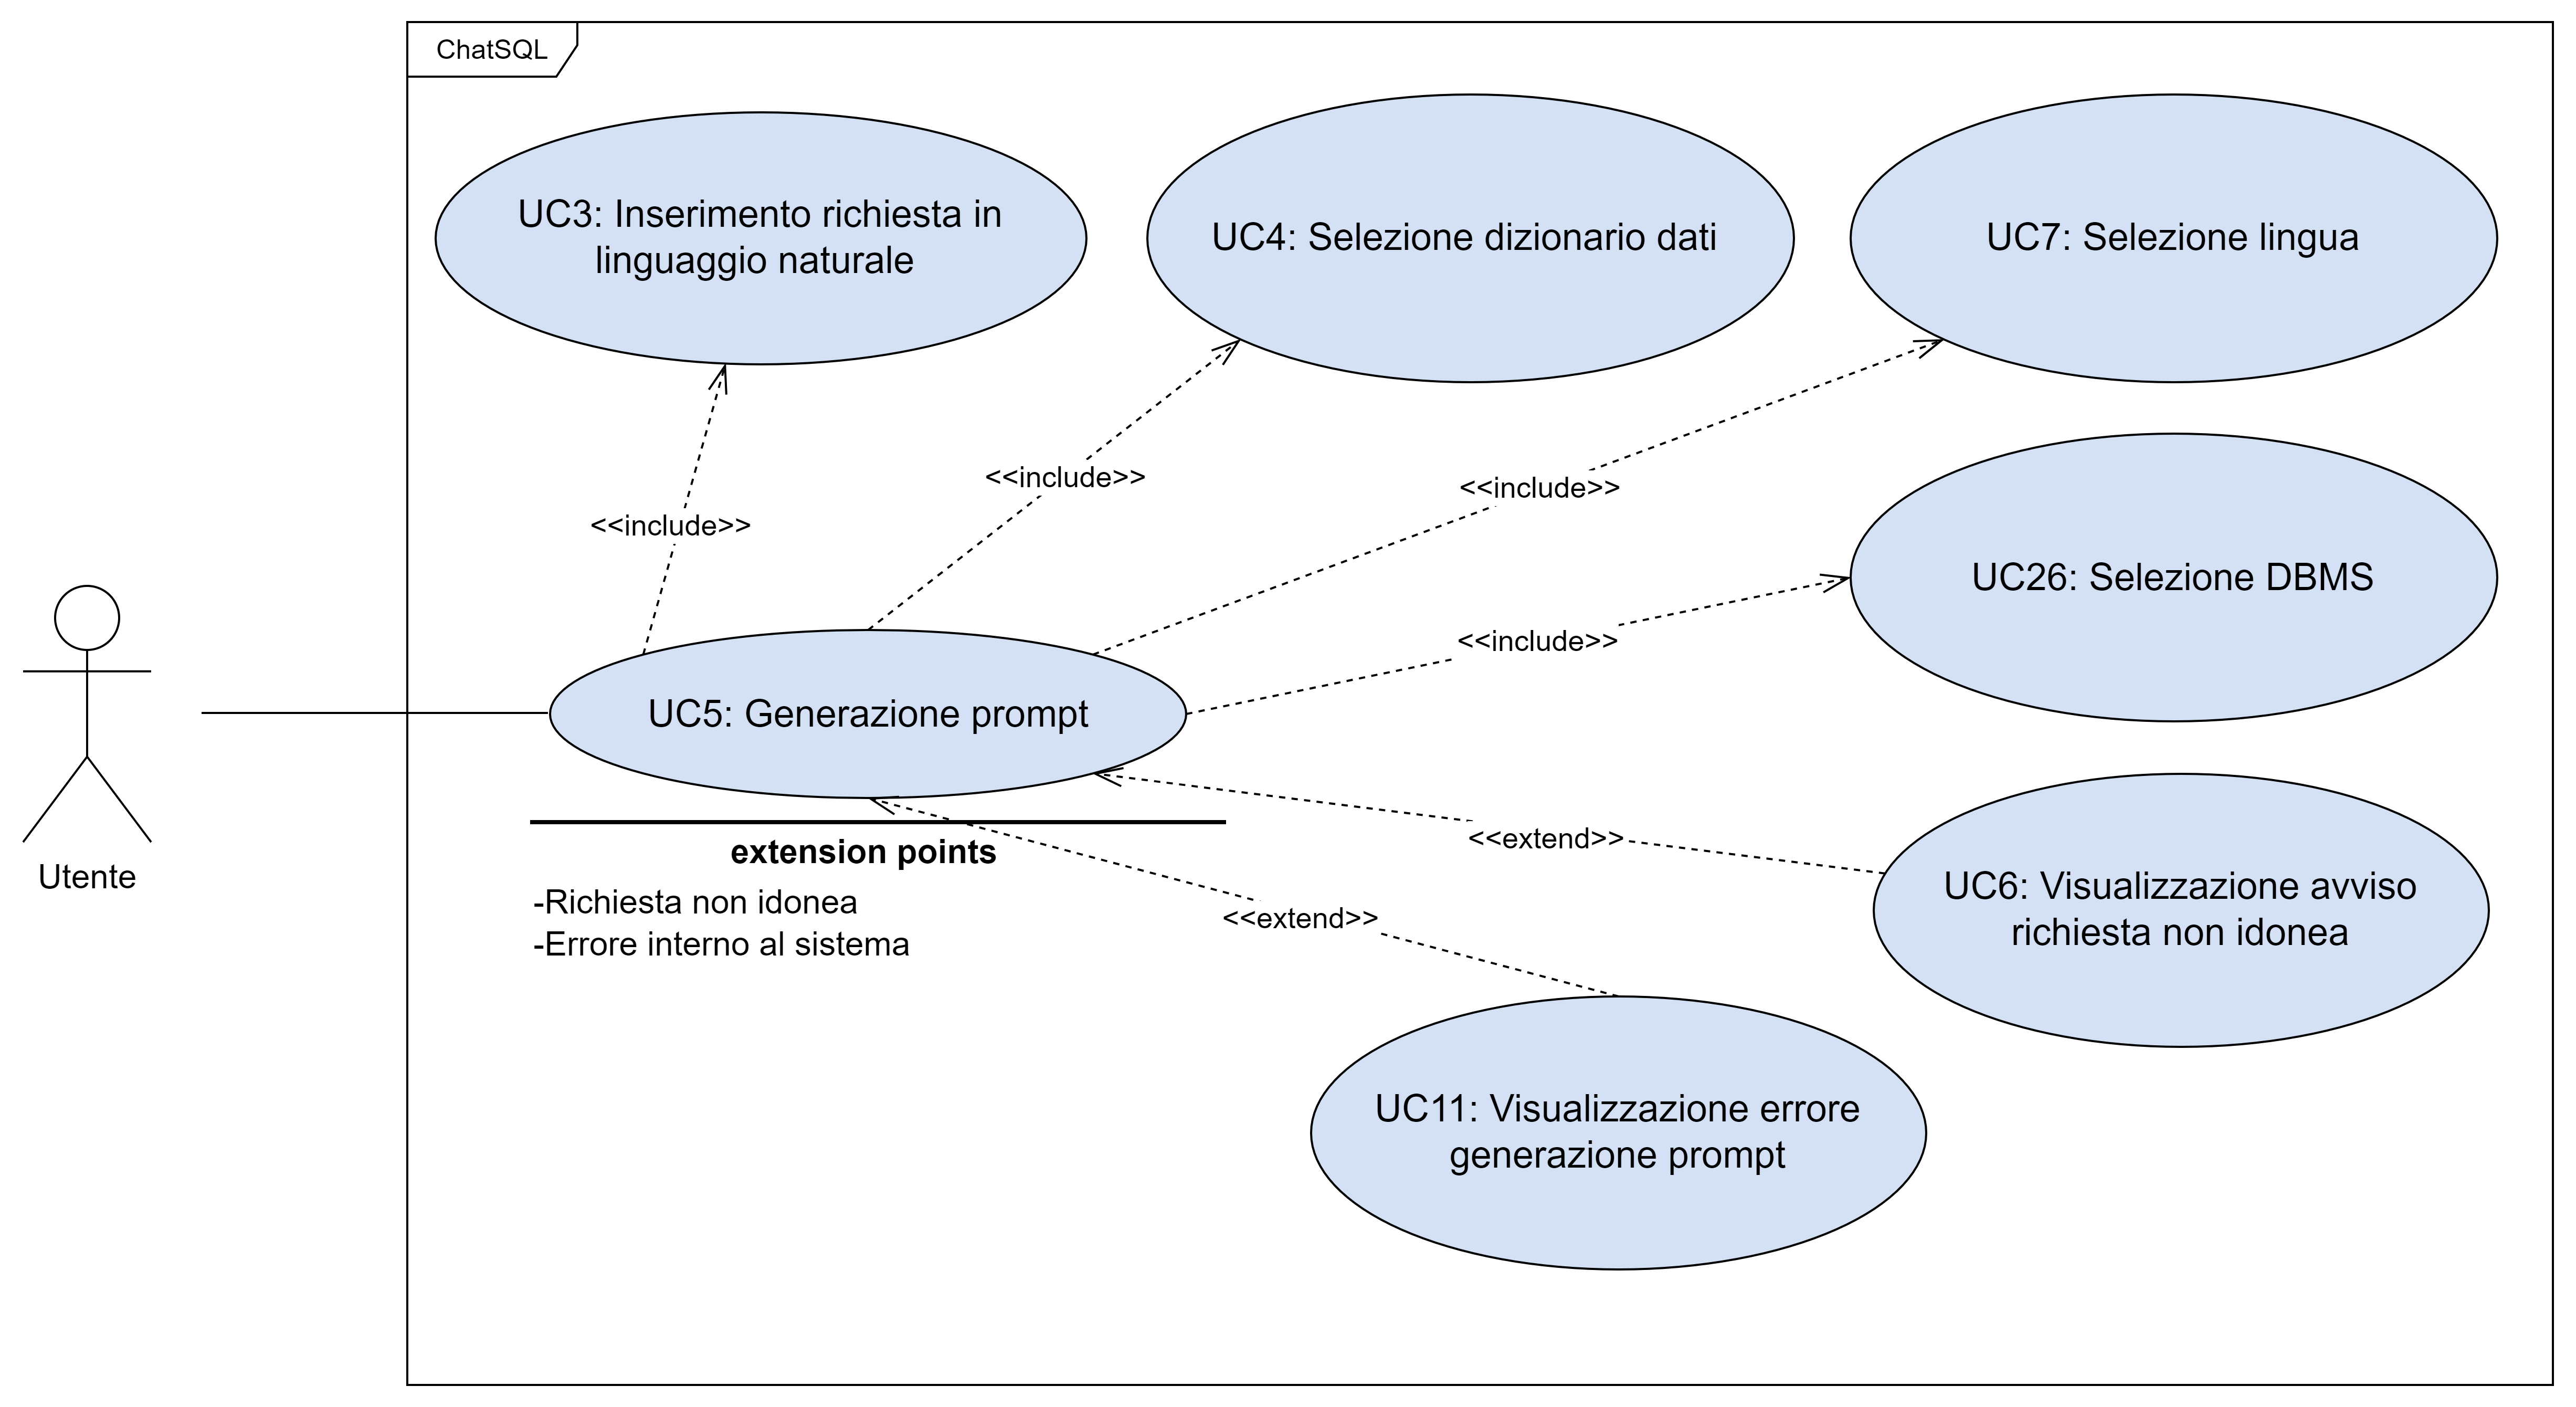 ChatSQL
UC3: Inserimento richiesta in
linguaggio naturale
UC4: Selezione dizionario dati
UC7: Selezione lingua
<<include>>
<<include>>
<<include>>
UC26: Selezione DBMS
<<include>>
UC5: Generazione prompt
Utente
extension points
-Richiesta non idonea
-Errore interno al sistema
<<extend>>
<<extend>>
UC6: Visualizzazione avviso
richiesta non idonea
UC11: Visualizzazione errore
generazione prompt